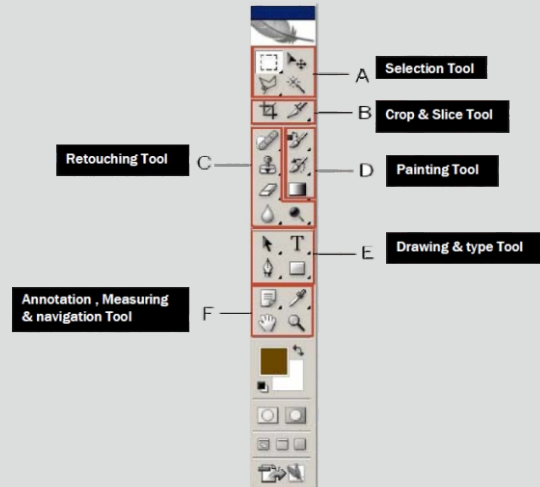 A
Selection Tool
B
Crop & Slice Tool
Retouching Tool
C
D
Painting Tool
T
E
Drawing & type Tool
Annotation , Measuring
& navigation Tool
F